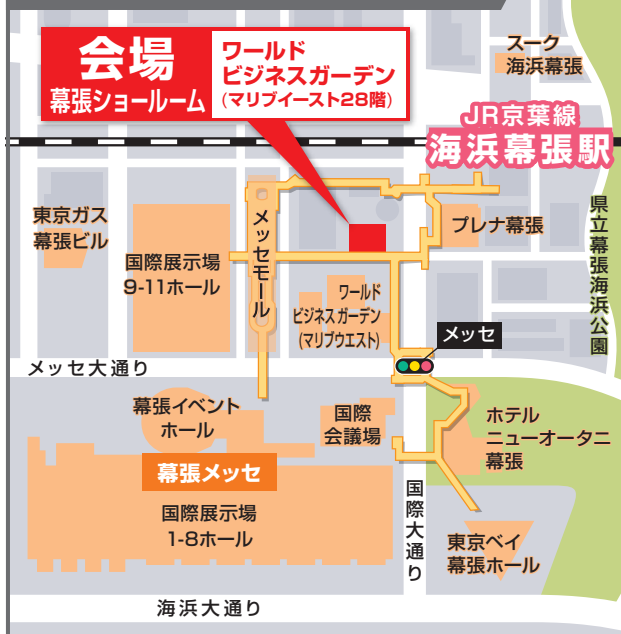 会場
幕張ショールーム
ワールド
ビジネスガーデン
(マリブイースト28階)
スーク
海浜幕張
JR京葉線
海浜幕張駅
東京ガス
幕張ビル
国際展示場
9-11ホール
メッセモール
プレナ幕張
県立幕張海浜公園
ワールド
ビジネスガーデン
(マリブウエスト)
メッセ
メッセ大通り
幕張イベント
ホール
国際
会議場
ホテル
ニューオータニ
幕張
幕張メッセ
国際展示場
1-8ホール
国際大通り
東京ベイ
幕張ホール
海浜大通り